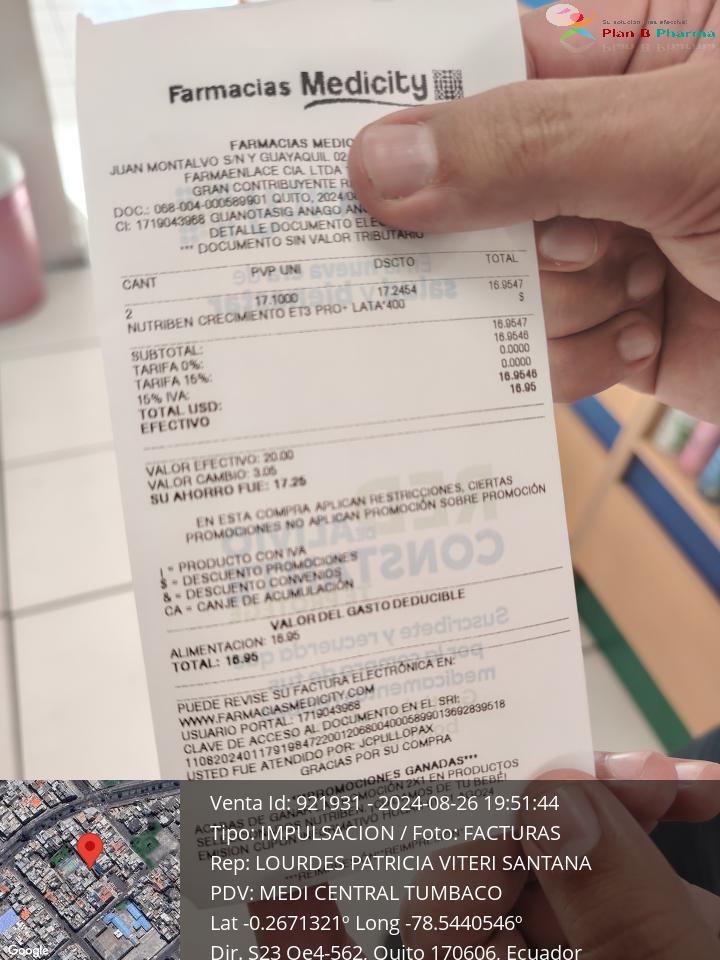 Su solución más efectiva!
Plan B Pharma
Farmacias Medicity
FARMACIAS MEDIC
JUAN MONTALVO S/N Y GUAYAQUIL 02
FARMAENLACE CIA. LTDA
GRAN CONTRIBUYENTE R
DOC.: 068-004-000589901 QUITO, 2024/08
CI: 1719043968 GUANOTASIG ANAGO AN
DETALLE DOCUMENTO ELEC
*** DOCUMENTO SIN VALOR TRIBUTARIO
CANT PVP UNI DSCTO TOTAL
2 17.1000 17.2454 16.9547
NUTRIBEN CRECIMIENTO ET3 PRO+ LATA*400 $
SUBTOTAL: 16.9547
TARIFA 0%: 16.9546
TARIFA 15%: 0.0000
15% IVA: 0.0000
TOTAL USD: 16.9546
EFECTIVO 16.95
VALOR EFECTIVO: 20.00
VALOR CAMBIO: 3.05
SU AHORRO FUE: 17.25
EN ESTA COMPRA APLICAN RESTRICCIONES, CIERTAS
PROMOCIONES NO APLICAN PROMOCIÓN SOBRE PROMOCIÓN
| = PRODUCTO CON IVA
$ = DESCUENTO PROMOCIONES
& = DESCUENTO CONVENIOS
CA = CANJE DE ACUMULACIÓN
VALOR DEL GASTO DEDUCIBLE
ALIMENTACION: 16.95
TOTAL: 16.95
PUEDE REVISE SU FACTURA ELECTRÓNICA EN:
WWW.FARMACIASMEDICITY.COM
USUARIO PORTAL: 1719043968
CLAVE DE ACCESO AL DOCUMENTO EN EL SRI:
USTED FUE ATENDIDO POR: JCPULLOPAX
GRACIAS POR SU COMPRA
PROMOCIONES GANADAS***
Venta Id: 921931 - 2024-08-26 19:51:44
Tipo: IMPULSACION / Foto: FACTURAS
Rep: LOURDES PATRICIA VITERI SANTANA
PDV: MEDI CENTRAL TUMBACO
Lat -0.2671321º Long -78.5440546º
Dir. S23 Oe4-562, Quito 170606, Ecuador
Google